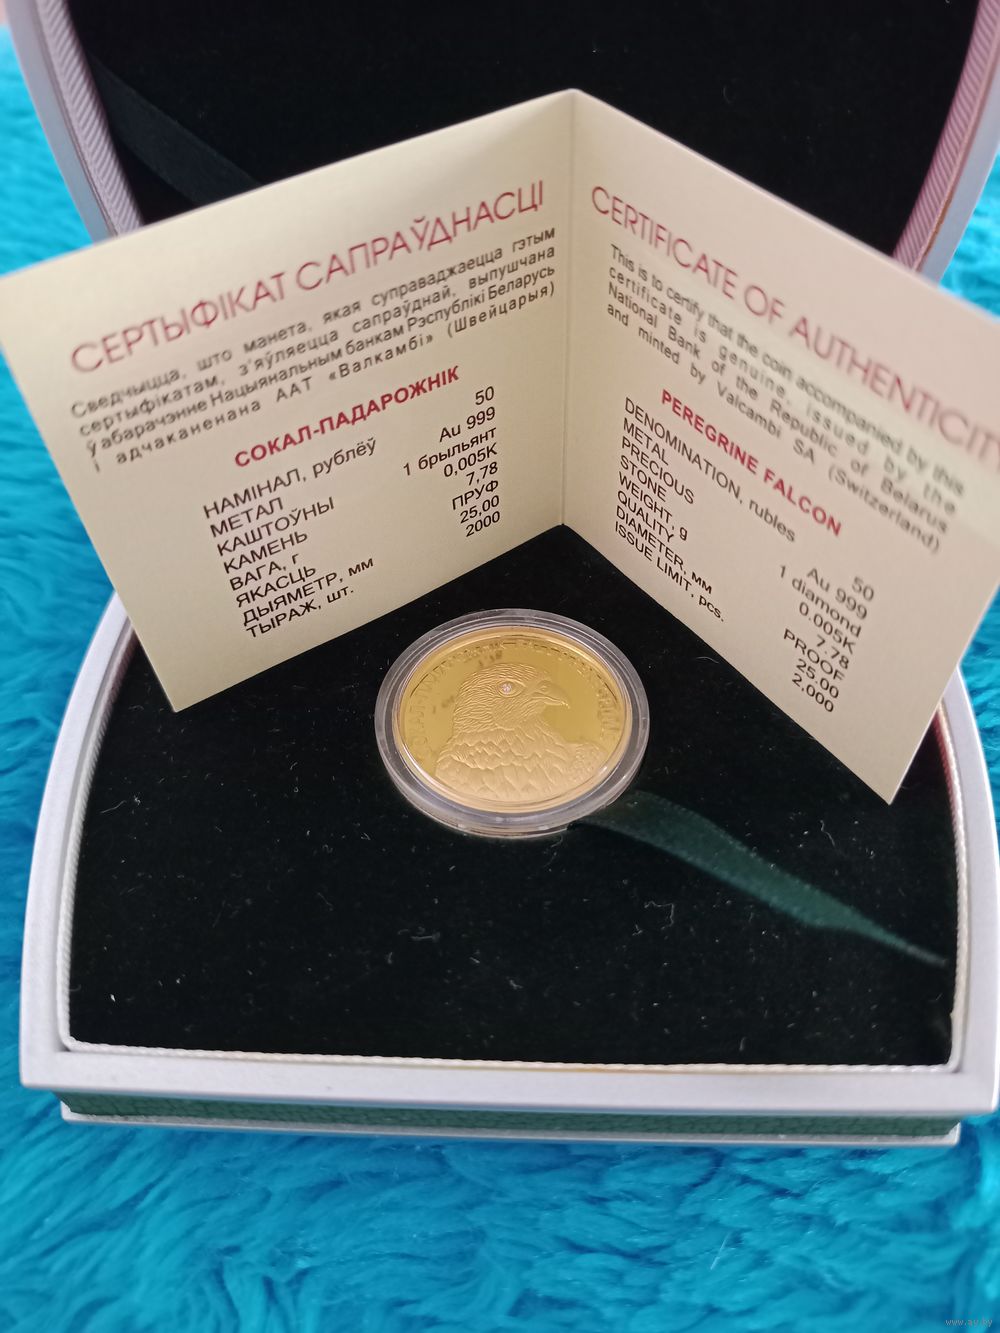 СЕРТЫФІКАТ САПРАЎДНАСЦІ
Сведчыцца, што манета, якая суправаджаецца гэтым
сертыфікатам, з'яўляецца сапраўднай, выпушчана
ў абарачэнне Нацыянальным банкам Рэспублікі Беларусь
і адчаканена ААТ «Валкамбі» (Швейцарыя)
СОКАЛ-ПАДАРОЖНІК
НАМІНАЛ, рублёў 50
МЕТАЛ Au 999
КАШТОЎНЫ 1 брыльянт
КАМЕНЬ 0,005К
ВАГА, г 7,78
ЯКАСЦЬ ПРУФ
ДЫЯМЕТР, мм 25,00
ТЫРАЖ, шт. 2000
CERTIFICATE OF AUTHENTICITY
This is to certify that the coin accompanied by this
certificate is genuine, issued by the
National Bank of the Republic of Belarus
and minted by Valcambi SA (Switzerland)
PEREGRINE FALCON
DENOMINATION, rubles 50
METAL Au 999
PRECIOUS 1 diamond
STONE 0.005K
WEIGHT, g 7.78
QUALITY PROOF
DIAMETER, mm 25.00
ISSUE LIMIT, pcs. 2,000
www.ay.by